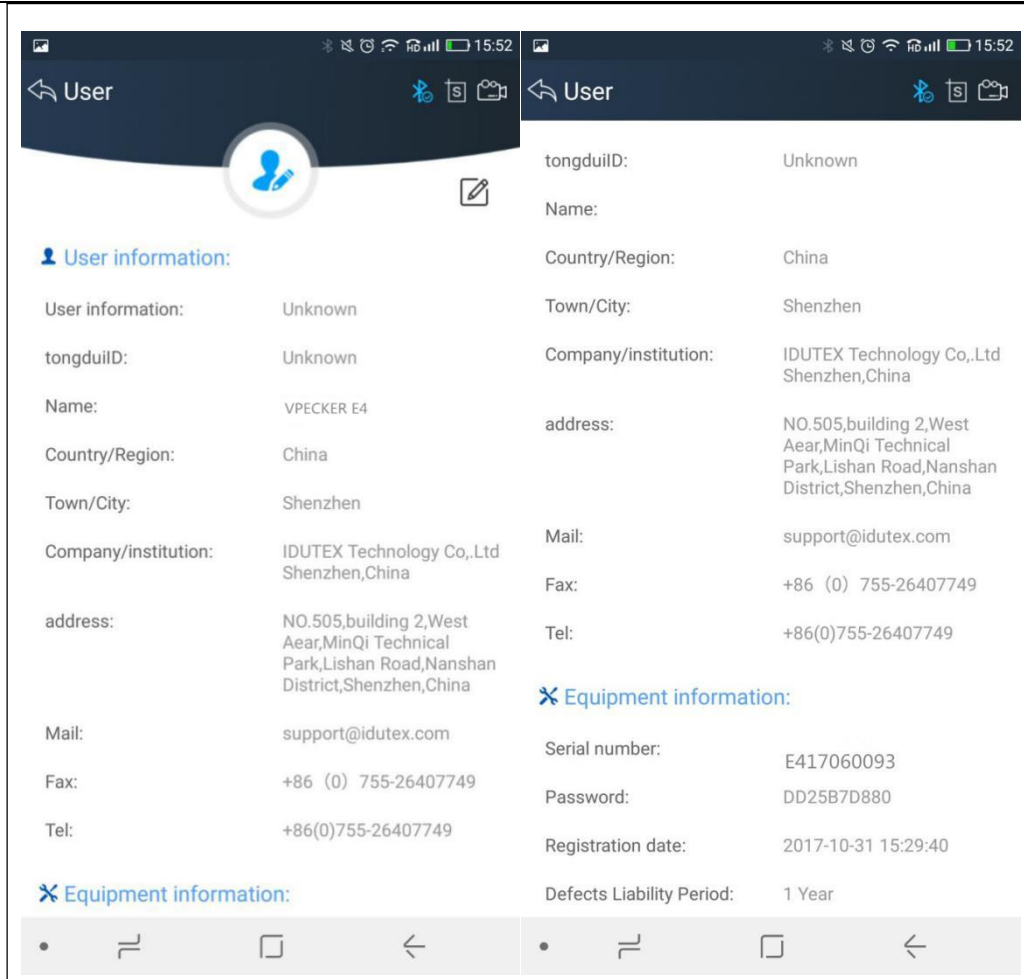 HD 15:52
User
User information:
User information: Unknown
tongduiID: Unknown
Name: VPECKER E4
Country/Region: China
Town/City: Shenzhen
Company/institution: IDUTEX Technology Co,.Ltd
Shenzhen,China
address: NO.505,building 2,West
Aear,MinQi Technical
Park,Lishan Road,Nanshan
District,Shenzhen,China
Mail: support@idutex.com
Fax: +86（0）755-26407749
Tel: +86(0)755-26407749
Equipment information:
HD 15:52
User
S
tongduiID: Unknown
Name:
Country/Region: China
Town/City: Shenzhen
Company/institution: IDUTEX Technology Co,.Ltd
Shenzhen,China
address: NO.505,building 2,West
Aear,MinQi Technical
Park,Lishan Road,Nanshan
District,Shenzhen,China
Mail: support@idutex.com
Fax: +86（0）755-26407749
Tel: +86(0)755-26407749
Equipment information:
Serial number: E417060093
Password: DD25B7D880
Registration date: 2017-10-31 15:29:40
Defects Liability Period: 1 Year